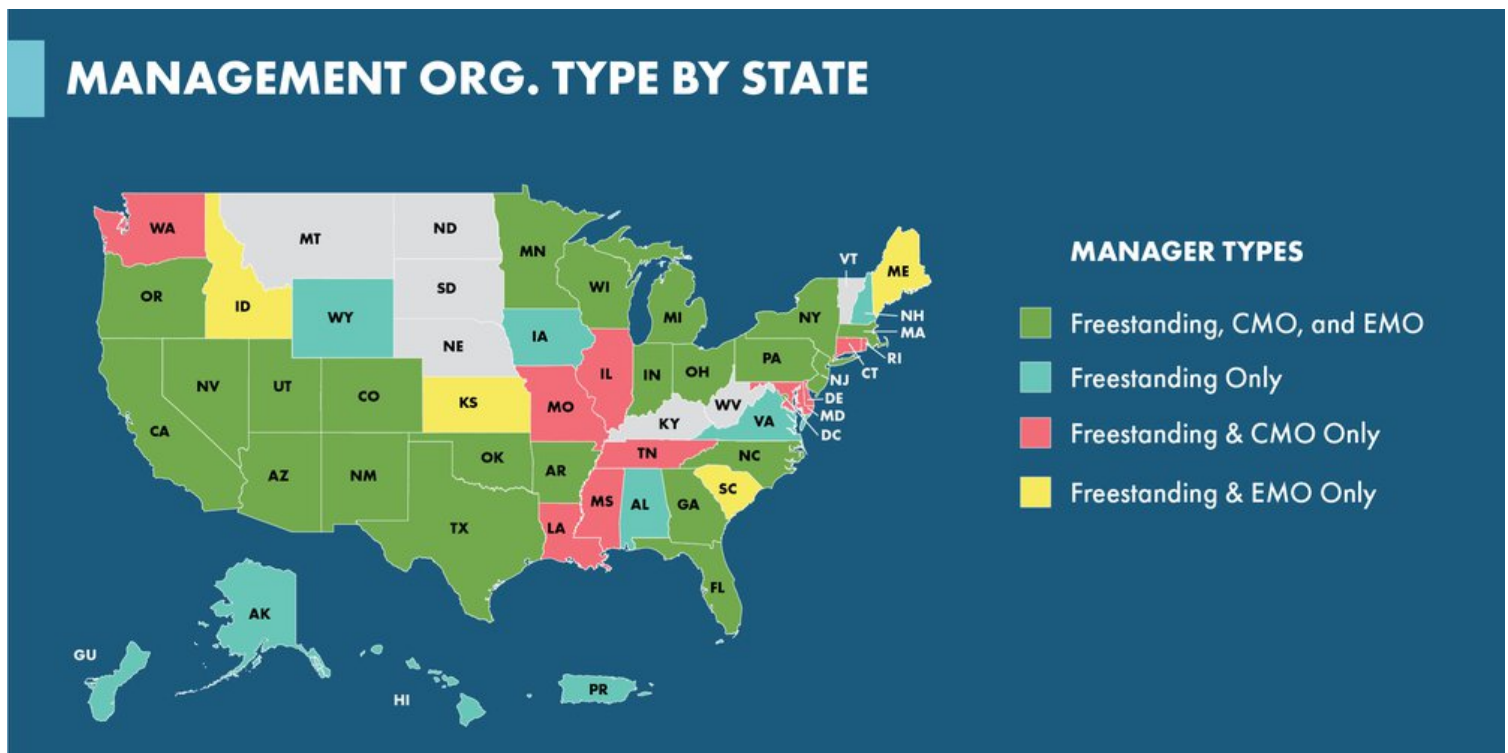 MANAGEMENT ORG. TYPE BY STATE
WA
MT
ND
MN
VT
ME
OR
ID
SD
WI
MI
NY
NH
MA
WY
NE
IA
PA
RI
CT
NV
UT
CO
KS
MO
IL
IN
OH
NJ
DE
MD
DC
WV
VA
KY
CA
AZ
NM
OK
AR
TN
NC
SC
TX
LA
MS
AL
GA
FL
AK
GU
HI
PR
MANAGER TYPES
Freestanding, CMO, and EMO
Freestanding Only
Freestanding & CMO Only
Freestanding & EMO Only